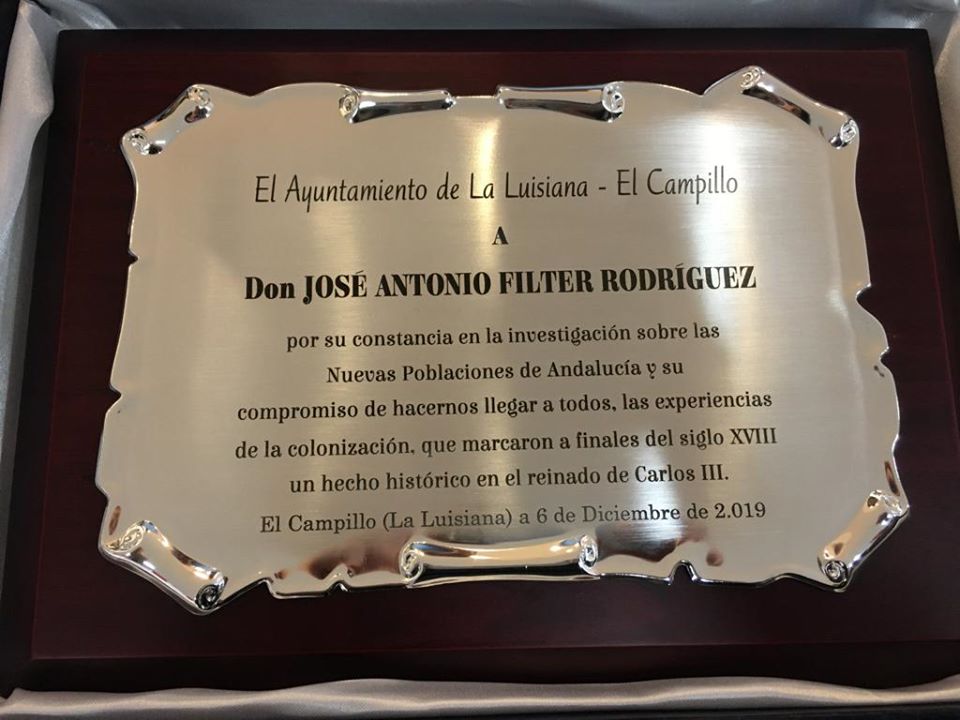 El Ayuntamiento de La Luisiana - El Campillo
A
Don JOSÉ ANTONIO FILTER RODRÍGUEZ
por su constancia en la investigación sobre las
Nuevas Poblaciones de Andalucía y su
compromiso de hacernos llegar a todos, las experiencias
de la colonización, que marcaron a finales del siglo XVIII
un hecho histórico en el reinado de Carlos III.
El Campillo (La Luisiana) a 6 de Diciembre de 2.019